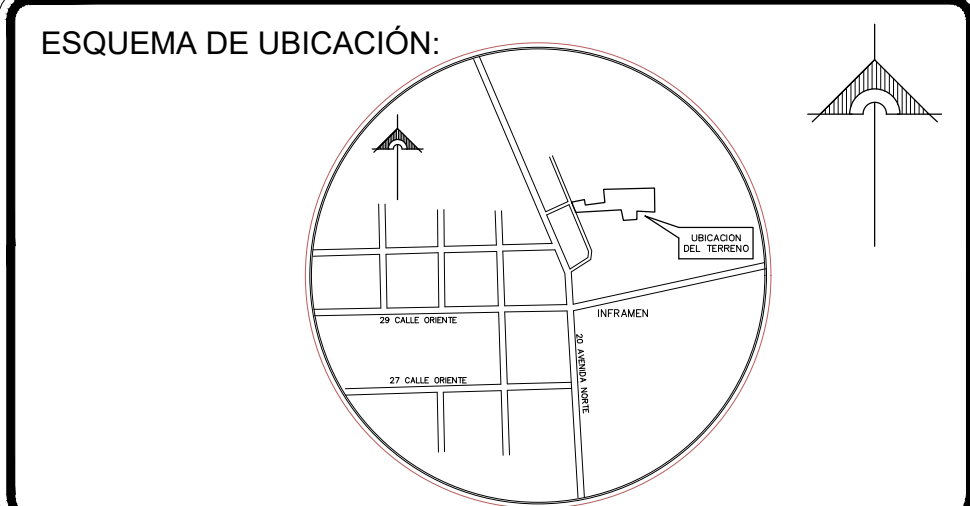 ESQUEMA DE UBICACIÓN:
UBICACION
DEL TERRENO
INFRAMEN
29 CALLE ORIENTE
20 AVENIDA NORTE
27 CALLE ORIENTE